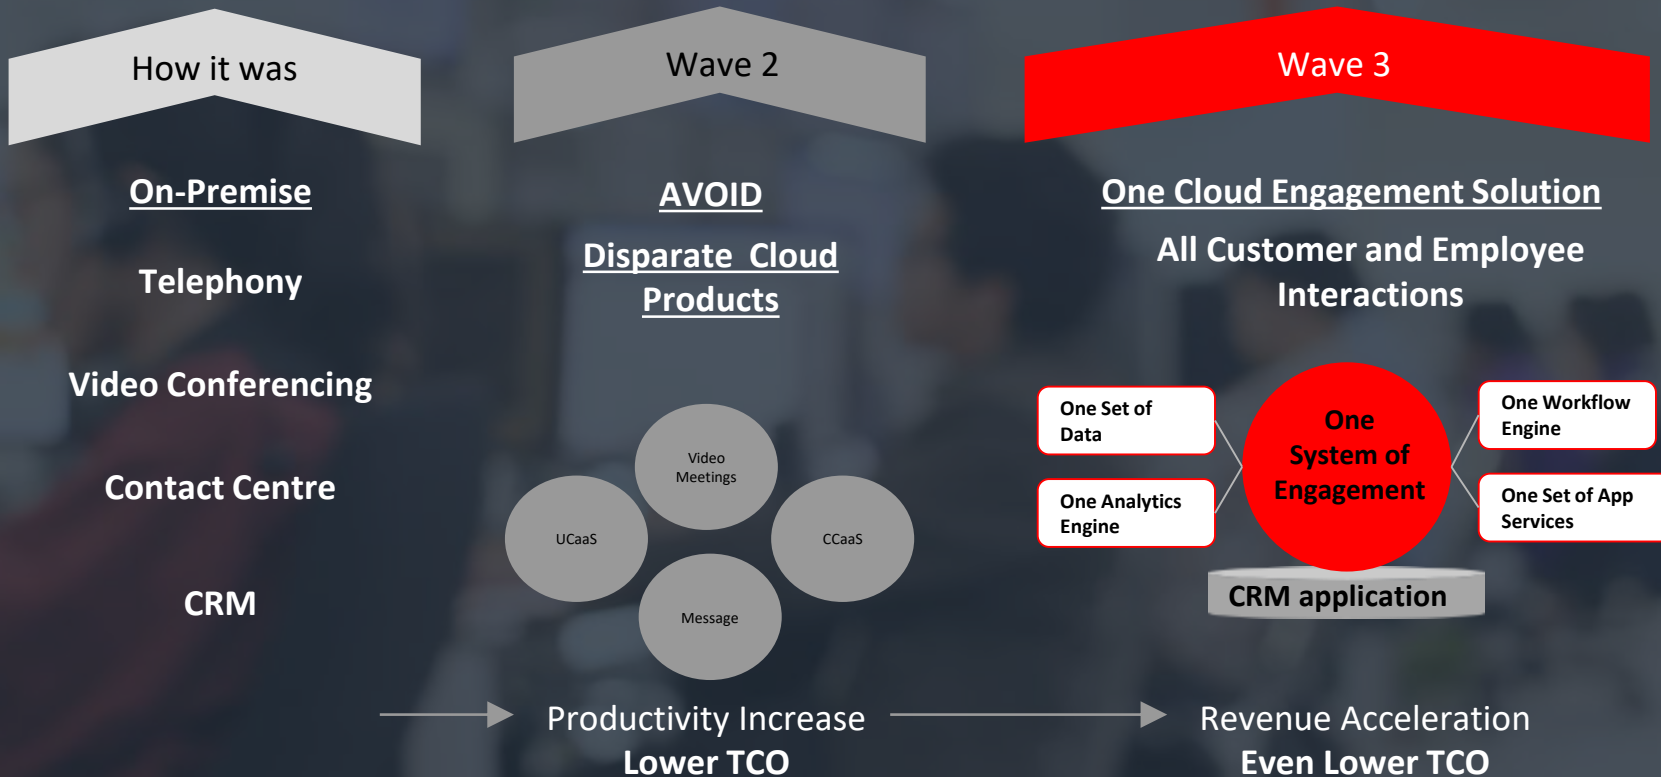 How it was
On-Premise
Telephony
Video Conferencing
Contact Centre
CRM
Wave 2
AVOID
Disparate Cloud
Products
Video
Meetings
UCaaS
CCaaS
Message
Productivity Increase
Lower TCO
Wave 3
One Cloud Engagement Solution
All Customer and Employee
Interactions
One Set of
Data
One Analytics
Engine
One
System of
Engagement
One Workflow
Engine
One Set of App
Services
CRM application
Revenue Acceleration
Even Lower TCO